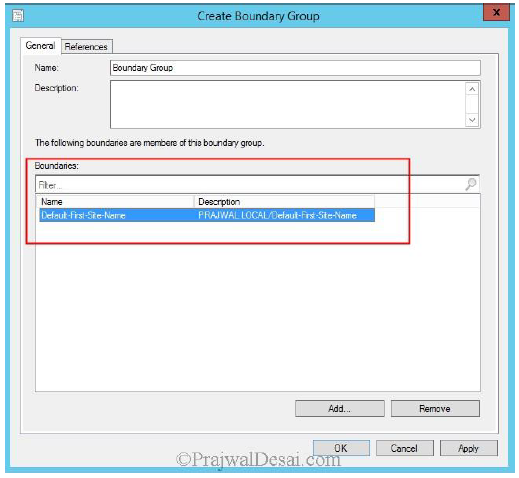 Create Boundary Group
X
General References
Name: Boundary Group
Description:
The following boundaries are members of this boundary group.
Boundaries:
Filter...
Name Description
Default-First-Site-Name PRAJWAL.LOCAL/Default-First-Site-Name
Add... Remove
OK Cancel Apply
©PrajwalDesai.com